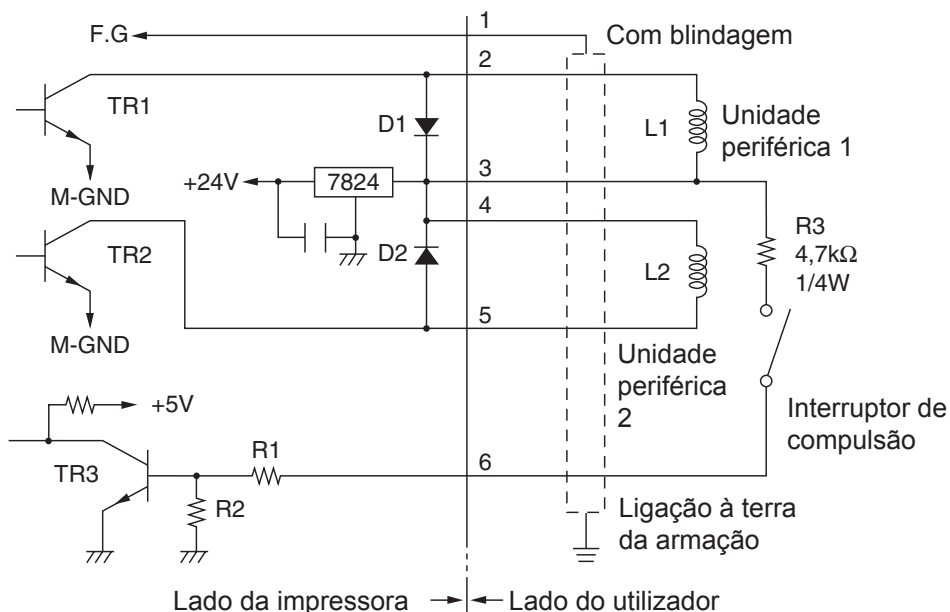 1
F.G
Com blindagem
2
TR1
D1
L1
Unidade
periférica 1
+24V
7824
3
M-GND
4
R3
4,7kΩ
1/4W
TR2
D2
L2
5
M-GND
Unidade
periférica
2
+5V
Interruptor de
compulsão
TR3
R1
6
R2
Ligação à terra
da armação
Lado da impressora
Lado do utilizador